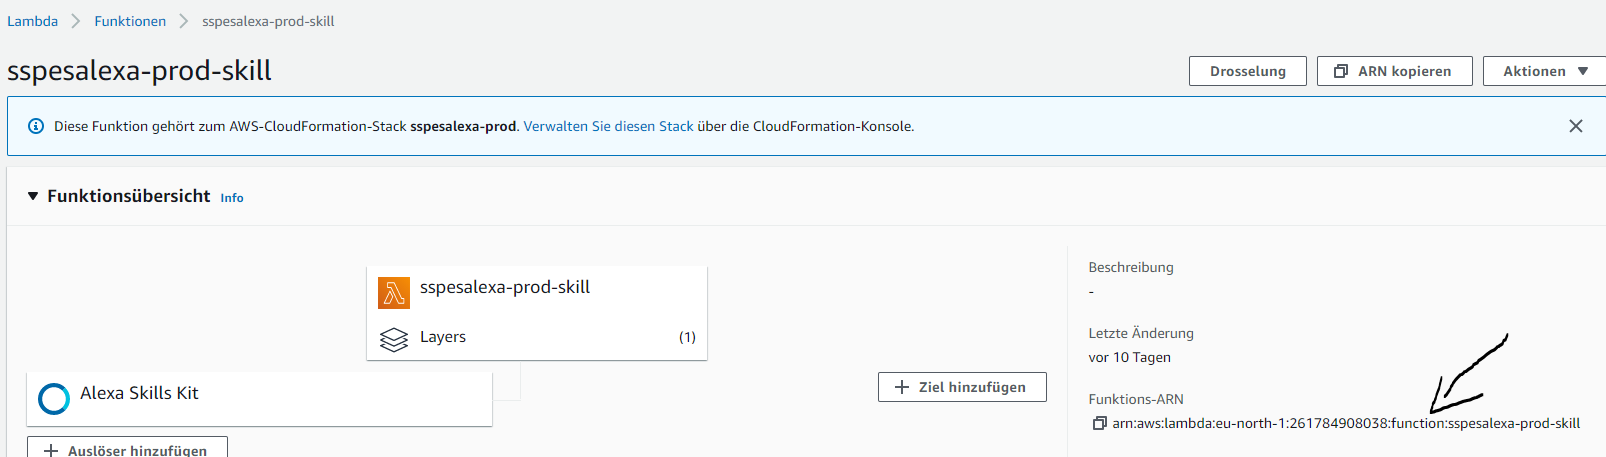 Lambda > Funktionen > sspesalexa-prod-skill
sspesalexa-prod-skill
Drosselung
ARN kopieren
Aktionen
Diese Funktion gehört zum AWS-CloudFormation-Stack sspesalexa-prod. Verwalten Sie diesen Stack über die CloudFormation-Konsole.
Funktionsübersicht Info
sspesalexa-prod-skill
Layers (1)
Alexa Skills Kit
Auslöser hinzufügen
Ziel hinzufügen
Beschreibung
-
Letzte Änderung
vor 10 Tagen
Funktions-ARN
arn:aws:lambda:eu-north-1:261784908038:function:sspesalexa-prod-skill